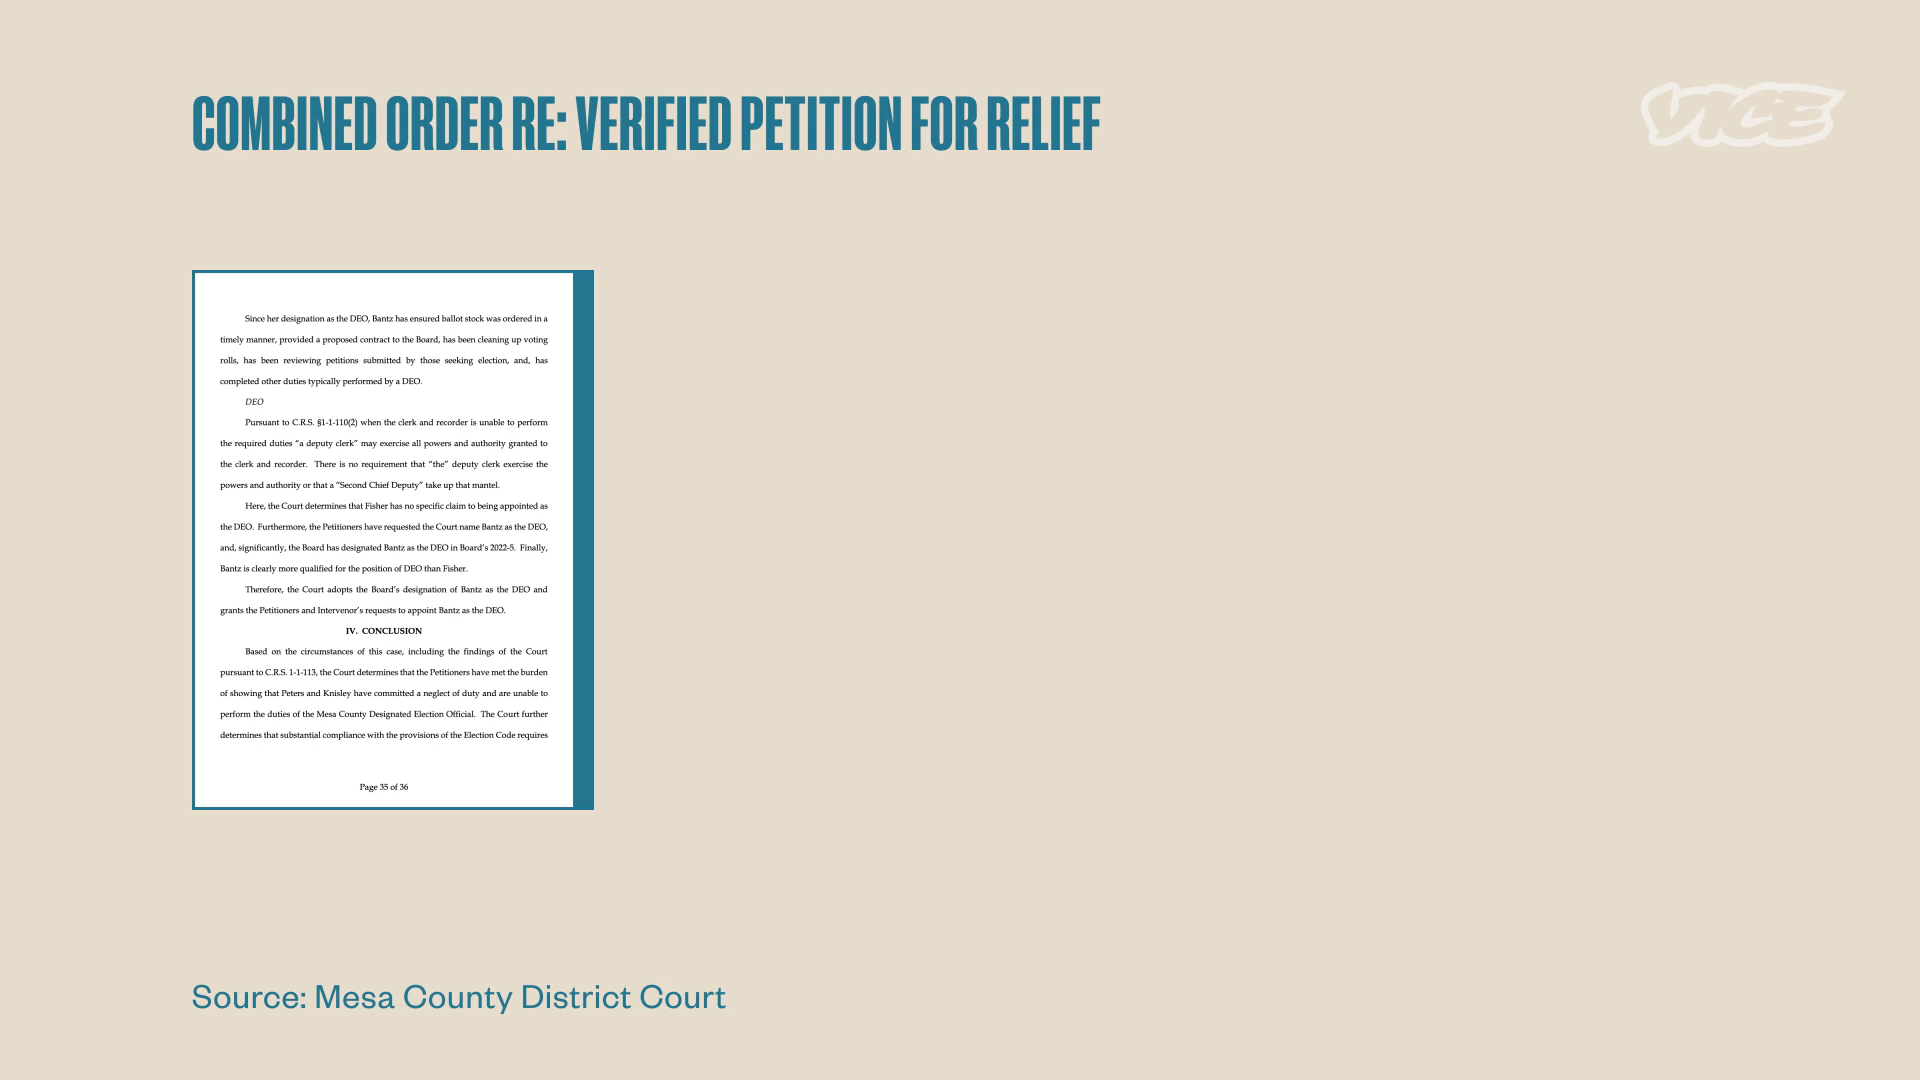 COMBINED ORDER RE: VERIFIED PETITION FOR RELIEF
VICE
Since her designation as the DEO, Bantz has ensured ballot stock was ordered in a
timely manner, provided a proposed contract to the Board, has been cleaning up voting
rolls, has been reviewing petitions submitted by those seeking election, and, has
completed other duties typically performed by a DEO.
DEO
Pursuant to C.R.S. §1-1-110(2) when the clerk and recorder is unable to perform
the required duties “a deputy clerk” may exercise all powers and authority granted to
the clerk and recorder.  There is no requirement that “the” deputy clerk exercise the
powers and authority or that a “Second Chief Deputy” take up that mantel.
Here, the Court determines that Fisher has no specific claim to being appointed as
the DEO.  Furthermore, the Petitioners have requested the Court name Bantz as the DEO,
and, significantly, the Board has designated Bantz as the DEO in Board’s 2022-5.  Finally,
Bantz is clearly more qualified for the position of DEO than Fisher.
Therefore, the Court adopts the Board’s designation of Bantz as the DEO and
grants the Petitioners and Intervenor’s requests to appoint Bantz as the DEO.
IV.  CONCLUSION
Based on the circumstances of this case, including the findings of the Court
pursuant to C.R.S. 1-1-113, the Court determines that the Petitioners have met the burden
of showing that Peters and Knisley have committed a neglect of duty and are unable to
perform the duties of the Mesa County Designated Election Official.  The Court further
determines that substantial compliance with the provisions of the Election Code requires
Page 35 of 36
Source: Mesa County District Court